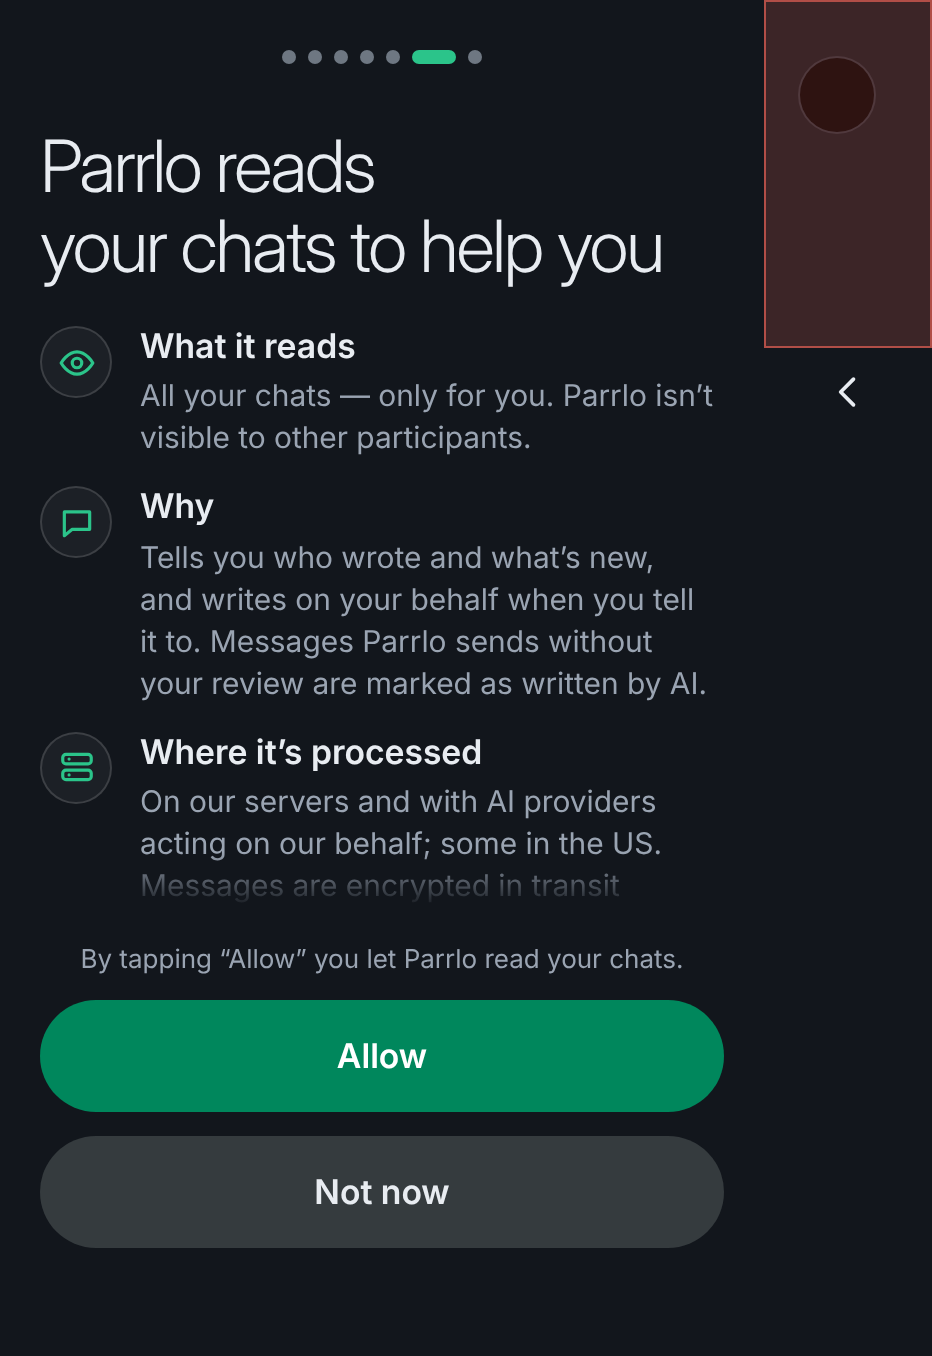 Parrlo reads
your chats to help you
What it reads
All your chats — only for you. Parrlo isn’t
visible to other participants.
Why
Tells you who wrote and what’s new,
and writes on your behalf when you tell
it to. Messages Parrlo sends without
your review are marked as written by AI.
Where it’s processed
On our servers and with AI providers
acting on our behalf; some in the US.
Messages are encrypted in transit
By tapping “Allow” you let Parrlo read your chats.
Allow
Not now